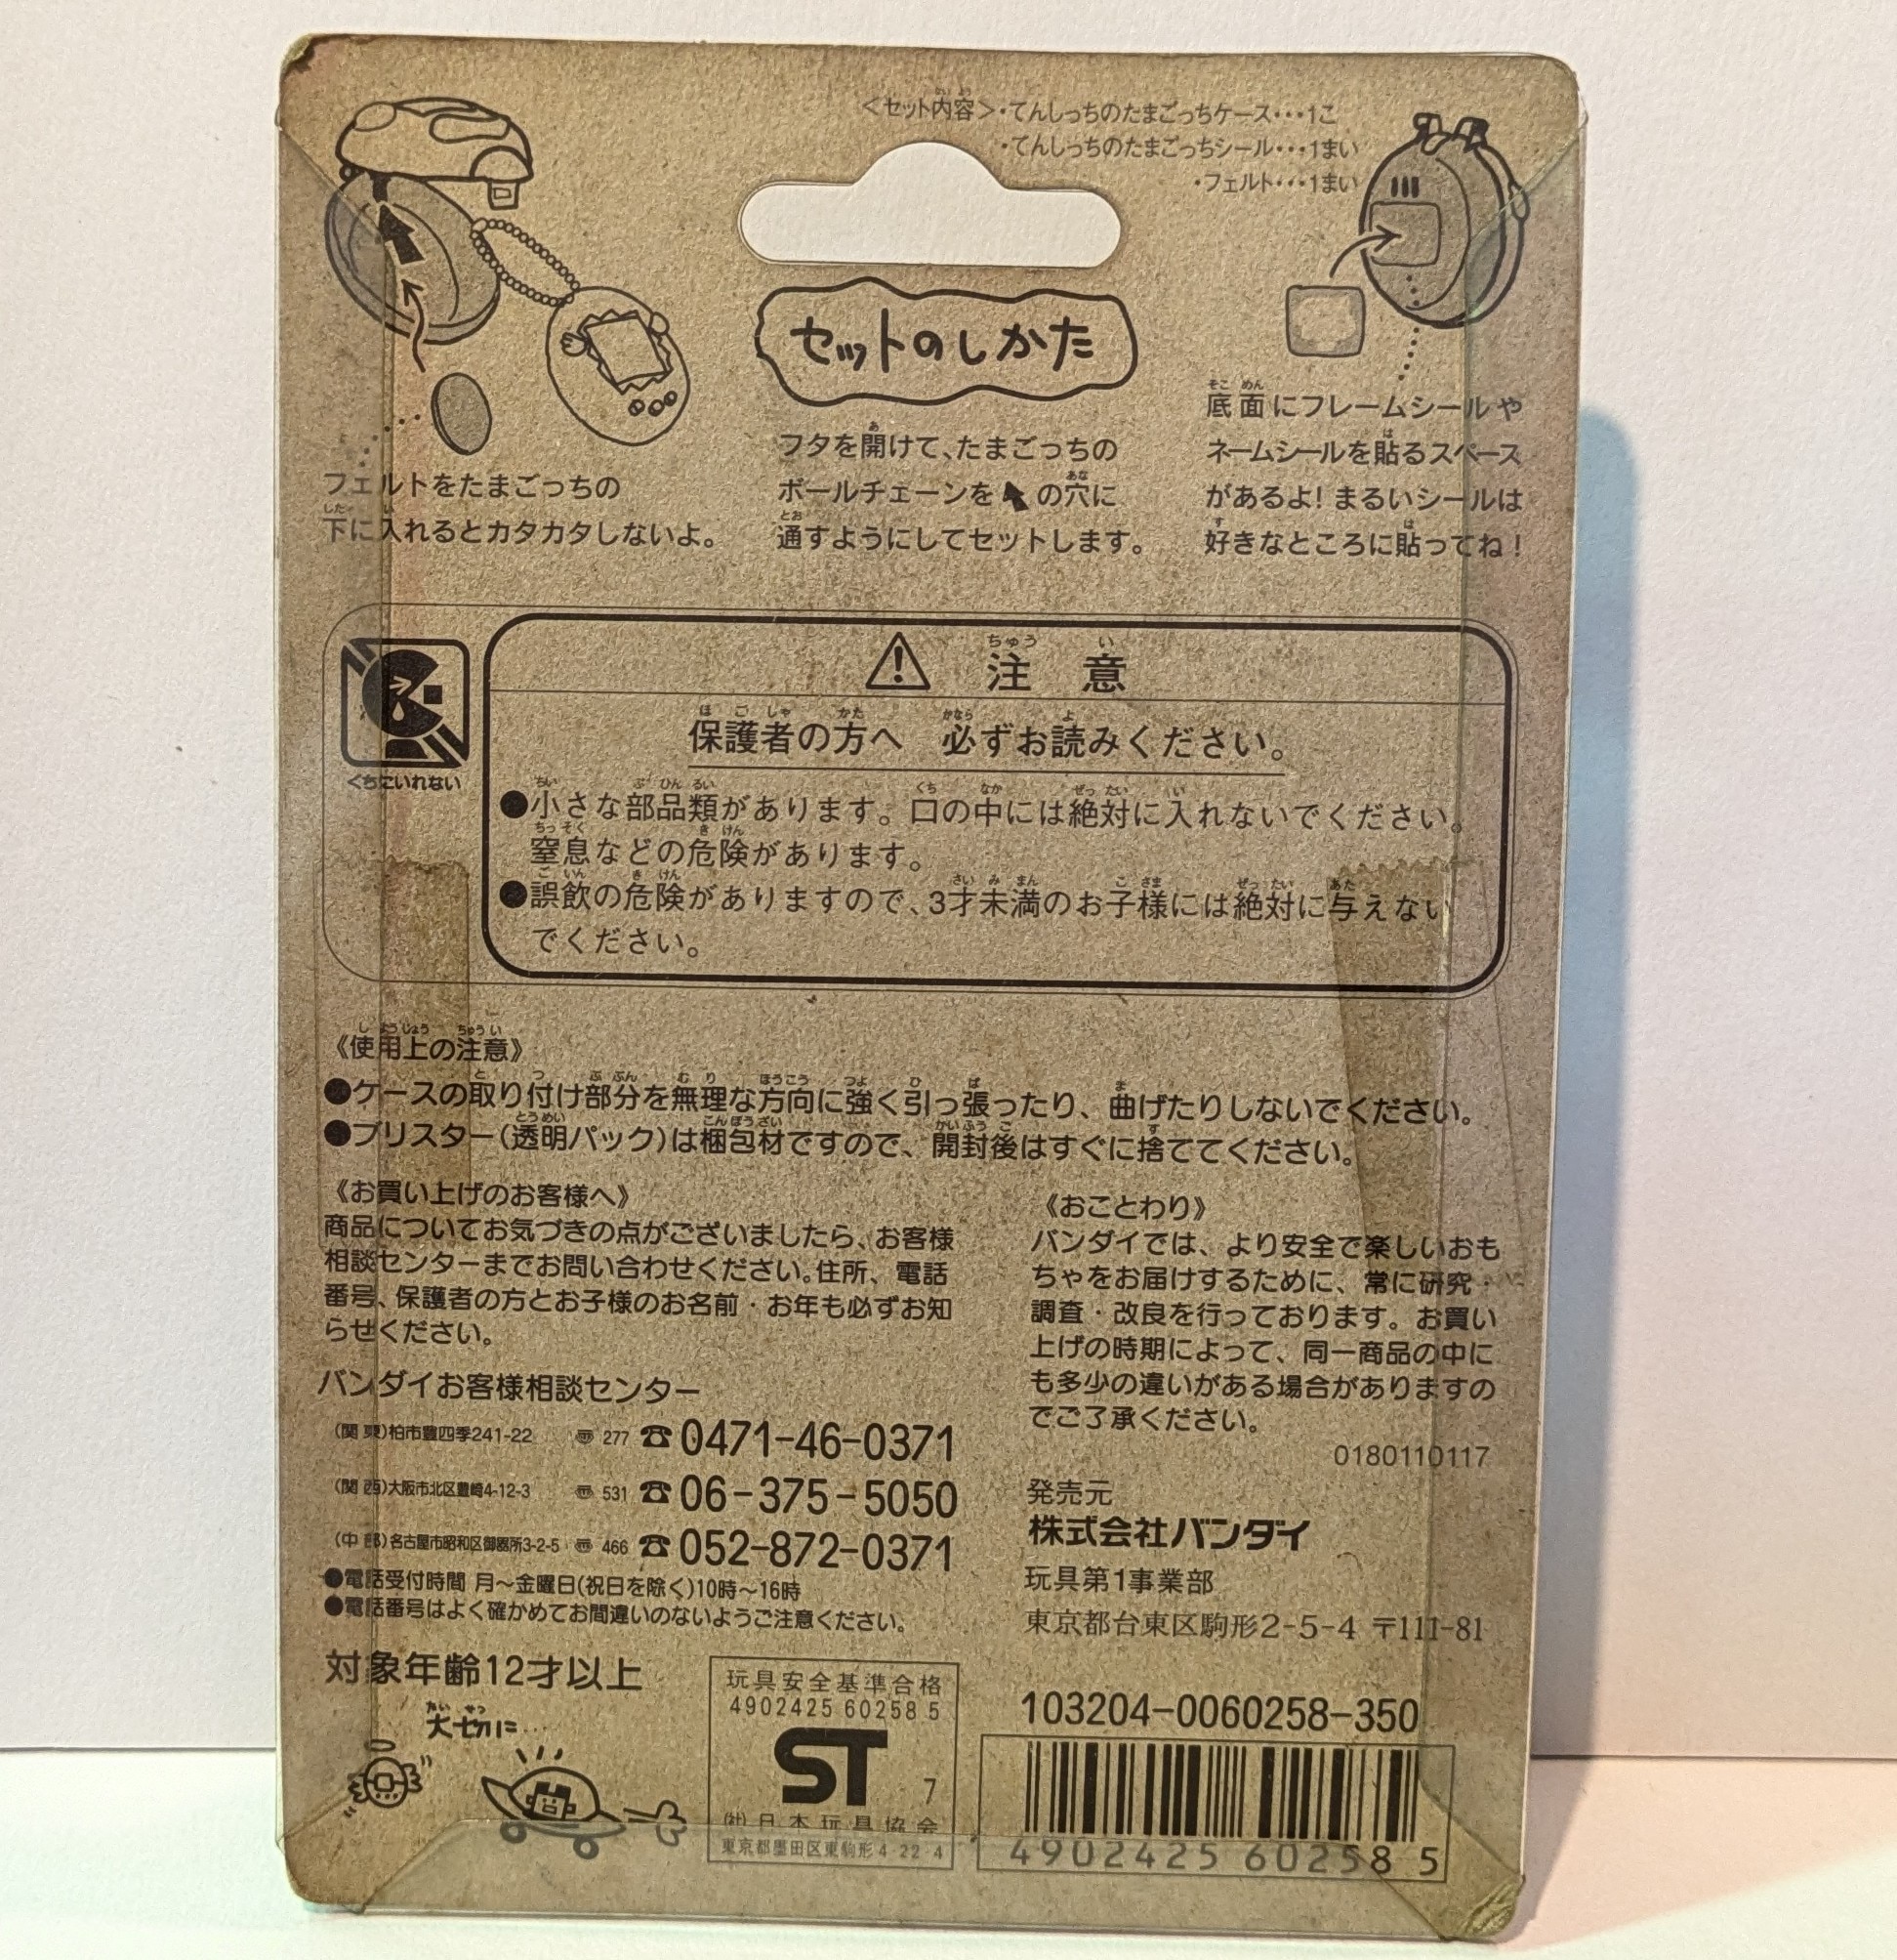 ＜セット内容＞・てんしっちのたまごっちケース・・・1こ
・てんしっちのたまごっちシール・・・1まい
・フェルト・・・1まい
セットのしかた
フェルトをたまごっちの
下に入れるとカタカタしないよ。
フタを開けて、たまごっちの
ボールチェーンを の穴に
通すようにしてセットします。
底面にフレームシールや
ネームシールを貼るスペース
があるよ！まるいシールは
好きなところに貼ってね！
注意
保護者の方へ 必ずお読みください。
くちにいれない
●小さな部品類があります。口の中には絶対に入れないでください。
窒息などの危険があります。
●誤飲の危険がありますので、3才未満のお子様には絶対に与えない
でください。
《使用上の注意》
●ケースの取り付け部分を無理な方向に強く引っ張ったり、曲げたりしないでください。
●ブリスター(透明パック)は梱包材ですので、開封後はすぐに捨ててください。
《お買い上げのお客様へ》
商品についてお気づきの点がございましたら、お客様
相談センターまでお問い合わせください。住所、電話
番号、保護者の方とお子様のお名前・お年も必ずお知
らせください。
バンダイお客様相談センター
(関東)柏市豊四季241-22 〠 277 ☎0471-46-0371
(関西)大阪市北区豊崎4-12-3 〠 531 ☎06-375-5050
(中部)名古屋市昭和区御器所3-2-5 〠 466 ☎052-872-0371
●電話受付時間 月〜金曜日(祝日を除く)10時〜16時
●電話番号はよく確かめてお間違いのないようご注意ください。
《おことわり》
バンダイでは、より安全で楽しいおも
ちゃをお届けするために、常に研究・
調査・改良を行っております。お買い
上げの時期によって、同一商品の中に
も多少の違いがある場合がありますの
でご了承ください。
0180110117
発売元
株式会社バンダイ
玩具第1事業部
東京都台東区駒形2-5-4 〒111-81
対象年齢12才以上
大切に…
玩具安全基準合格
4902425 60258 5
ST 7
(社)日本玩具協会
東京都墨田区東駒形4-22-4
103204-0060258-350
4902425 60258 5